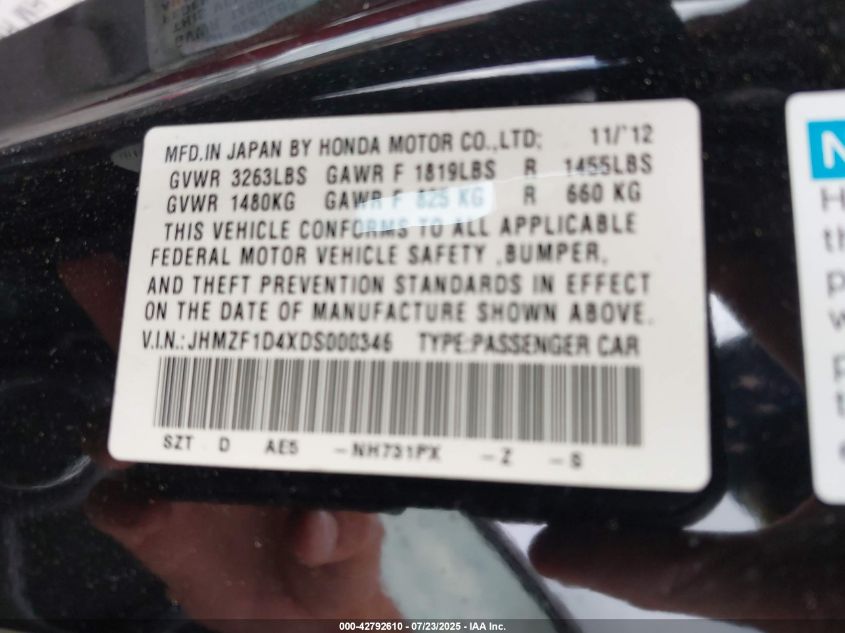 MFD.IN JAPAN BY HONDA MOTOR CO.,LTD; 11/'12
GVWR 3263LBS GAWR F 1819LBS R 1455LBS
GVWR 1480KG GAWR F 825 KG R 660 KG
THIS VEHICLE CONFORMS TO ALL APPLICABLE
FEDERAL MOTOR VEHICLE SAFETY ,BUMPER,
AND THEFT PREVENTION STANDARDS IN EFFECT
ON THE DATE OF MANUFACTURE SHOWN ABOVE.
V.I.N.:JHMZF1D4XDS000346 TYPE:PASSENGER CAR
SZT D AE5 -NH731PX -Z -S
000-42792610 - 07/23/2025 - IAA Inc.